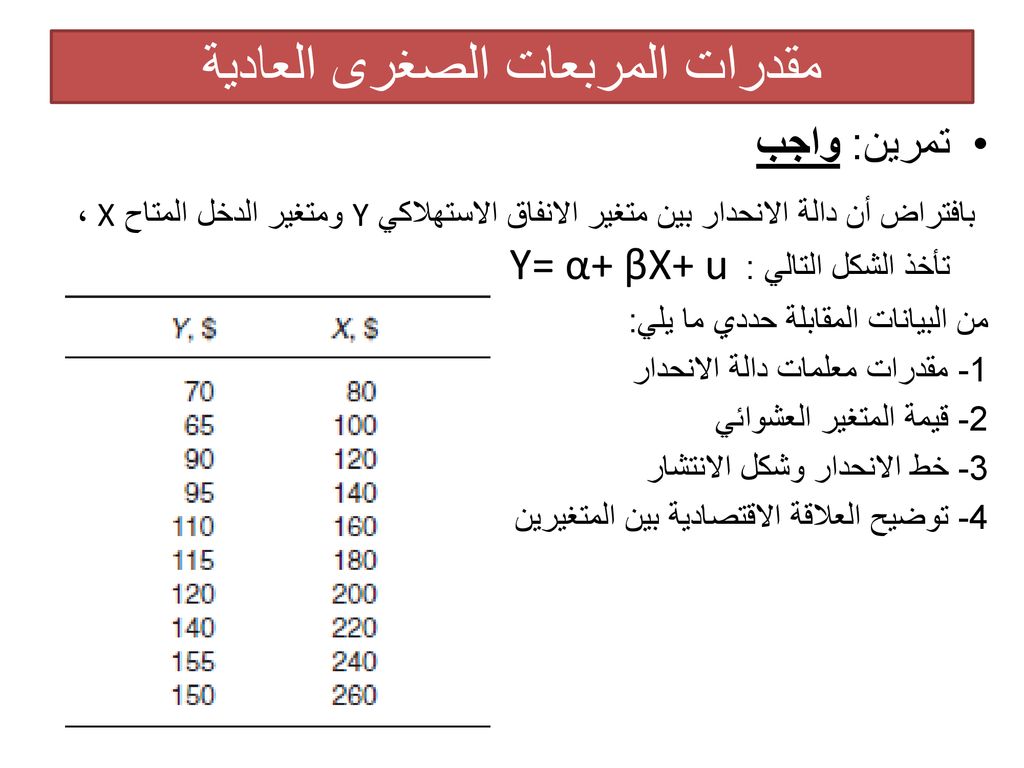 مقدرات المربعات الصغرى العادية
• تمرين: واجب
بافتراض أن دالة الانحدار بين متغير الانفاق الاستهلاكي Y ومتغير الدخل المتاح X ،
تأخذ الشكل التالي : Y= α+ βX+ u
من البيانات المقابلة حددي ما يلي:
1- مقدرات معلمات دالة الانحدار
2- قيمة المتغير العشوائي
3- خط الانحدار وشكل الانتشار
4- توضيح العلاقة الاقتصادية بين المتغيرين
Y, $ X, $
70 80
65 100
90 120
95 140
110 160
115 180
120 200
140 220
155 240
150 260